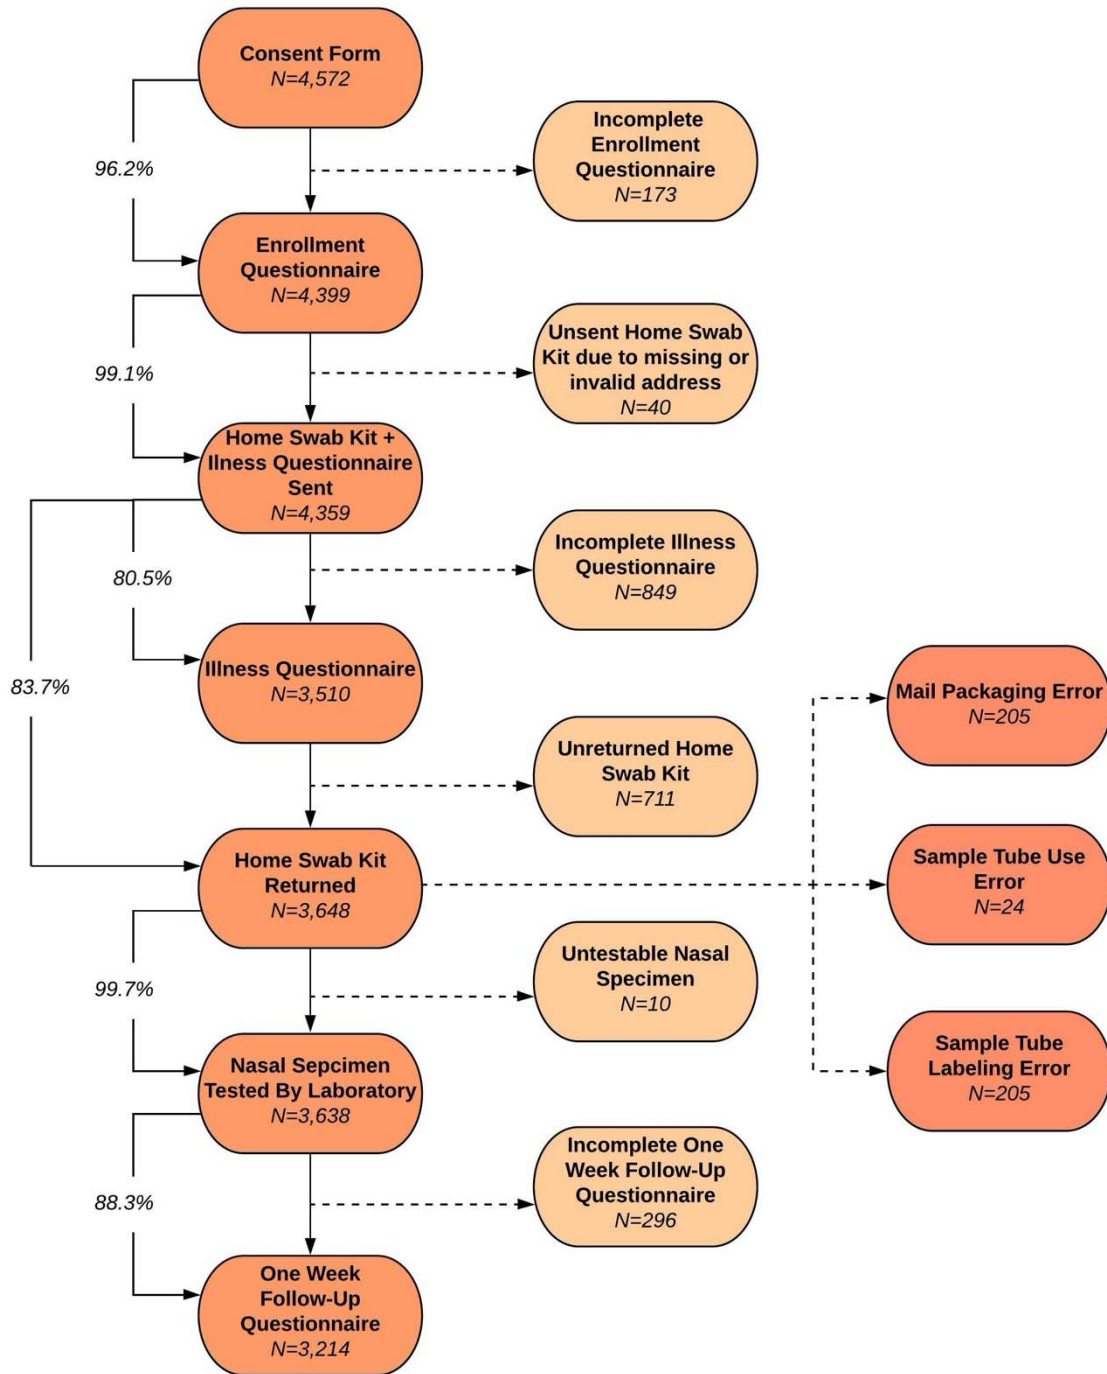 Consent Form
N=4,572
96.2%
Incomplete
Enrollment
Questionnaire
N=173
Enrollment
Questionnaire
N=4,399
99.1%
Unsent Home Swab
Kit due to missing or
invalid address
N=40
Home Swab Kit +
Ilness Questionnaire
Sent
N=4,359
80.5%
83.7%
Incomplete Illness
Questionnaire
N=849
Illness Questionnaire
N=3,510
Unreturned Home
Swab Kit
N=711
Mail Packaging Error
N=205
Home Swab Kit
Returned
N=3,648
Sample Tube Use
Error
N=24
99.7%
Untestable Nasal
Specimen
N=10
Sample Tube
Labeling Error
N=205
Nasal Sepcimen
Tested By Laboratory
N=3,638
88.3%
Incomplete One
Week Follow-Up
Questionnaire
N=296
One Week
Follow-Up
Questionnaire
N=3,214